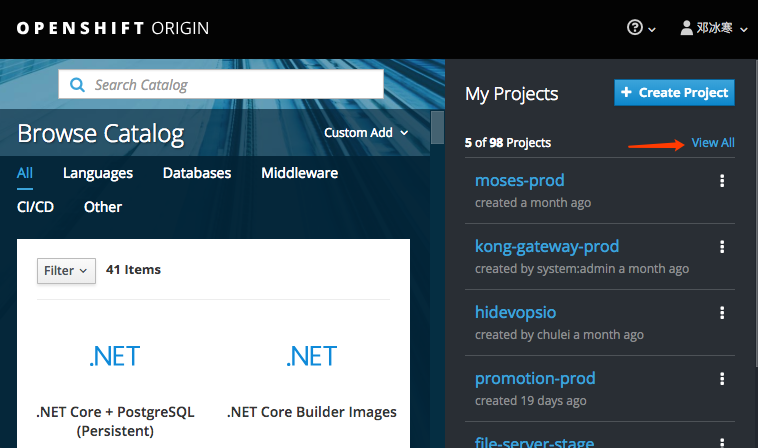 OPENSHIFT ORIGIN
邓冰寒
Search Catalog
Browse Catalog
Custom Add
All Languages Databases Middleware
CI/CD Other
Filter
41 Items
.NET
.NET Core + PostgreSQL
(Persistent)
.NET
.NET Core Builder Images
My Projects
+ Create Project
5 of 98 Projects
View All
moses-prod
created a month ago
kong-gateway-prod
created by system:admin a month ago
hidevopsio
created by chulei a month ago
promotion-prod
created 19 days ago
file-server-stage